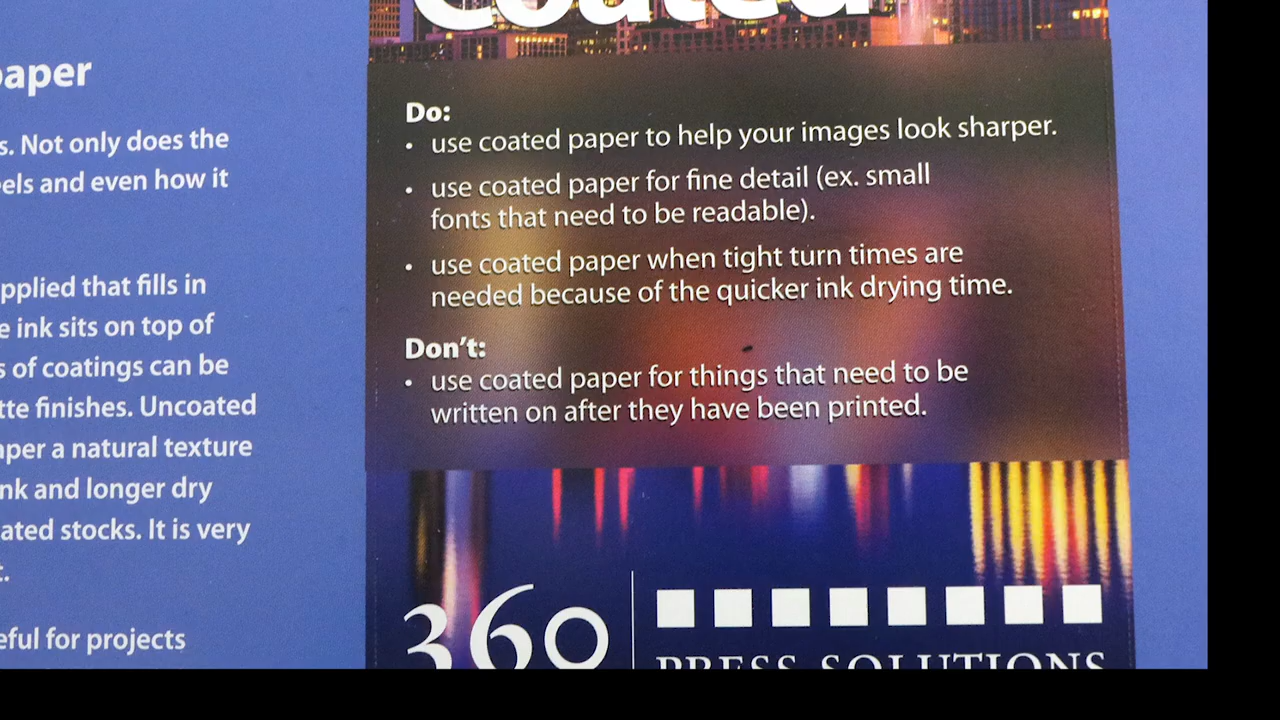 Coated
paper
s. Not only does the
eels and even how it
pplied that fills in
e ink sits on top of
s of coatings can be
tte finishes. Uncoated
aper a natural texture
nk and longer dry
ated stocks. It is very
t.
eful for projects
Do:
• use coated paper to help your images look sharper.
• use coated paper for fine detail (ex. small
fonts that need to be readable).
• use coated paper when tight turn times are
needed because of the quicker ink drying time.
Don't:
• use coated paper for things that need to be
written on after they have been printed.
360
PRESS SOLUTIONS